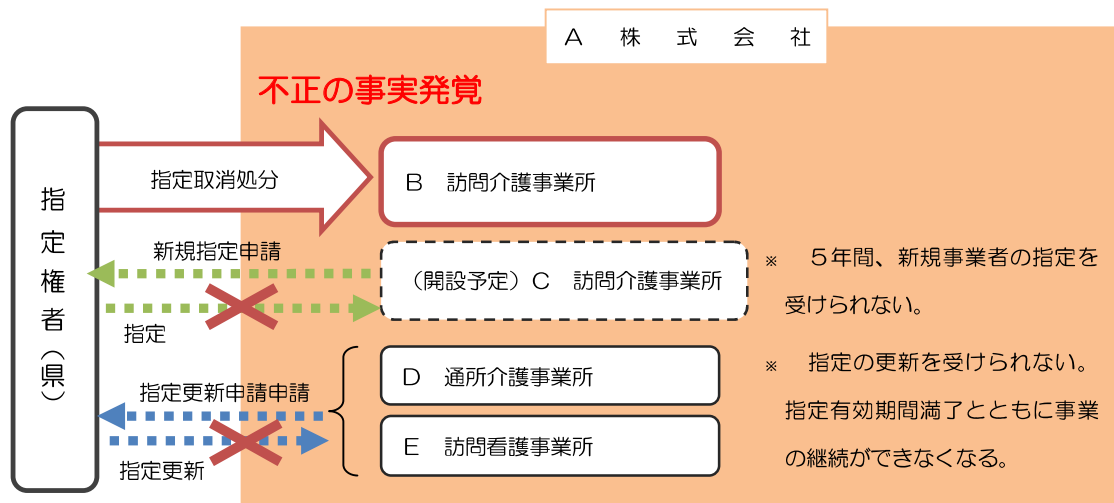 A 株 式 会 社
不正の事実発覚
指定権者（県）
指定取消処分
B 訪問介護事業所
新規指定申請
（開設予定）C 訪問介護事業所
指定
※ ５年間、新規事業者の指定を
受けられない。
D 通所介護事業所
指定更新申請申請
E 訪問看護事業所
指定更新
※ 指定の更新を受けられない。
指定有効期間満了とともに事業
の継続ができなくなる。